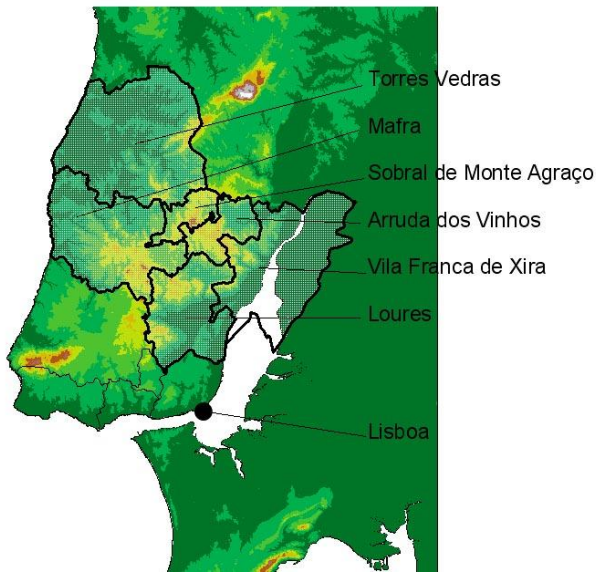 Torres Vedras
Mafra
Sobral de Monte Agraço
Arruda dos Vinhos
Vila Franca de Xira
Loures
Lisboa